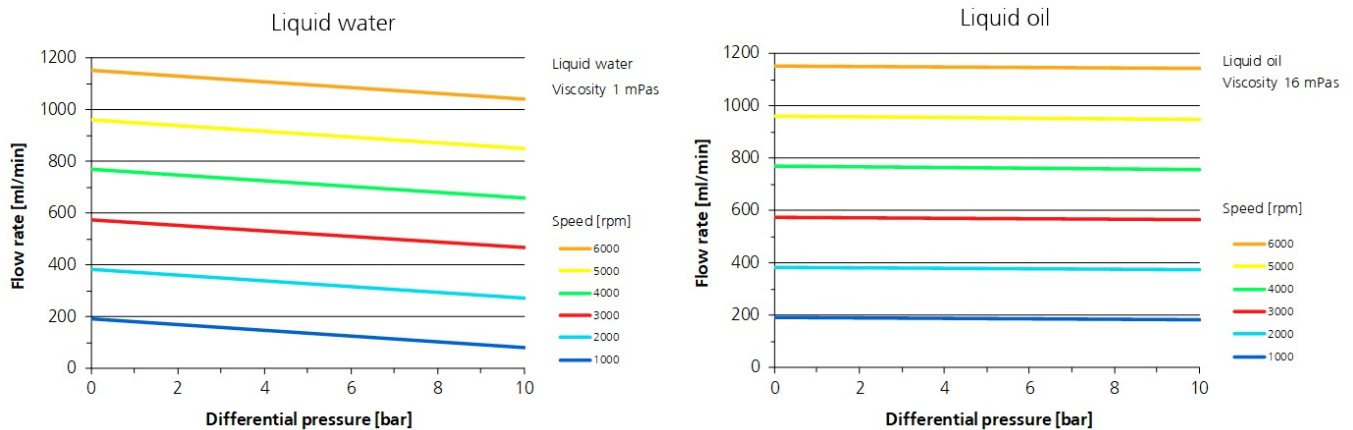 Liquid water
1200
1000
800
600
400
200
0
Flow rate [ml/min]
0 2 4 6 8 10
Differential pressure [bar]
Liquid water
Viscosity 1 mPas
Speed [rpm]
6000
5000
4000
3000
2000
1000
Liquid oil
1200
1000
800
600
400
200
0
Flow rate [ml/min]
0 2 4 6 8 10
Differential pressure [bar]
Liquid oil
Viscosity 16 mPas
Speed [rpm]
6000
5000
4000
3000
2000
1000